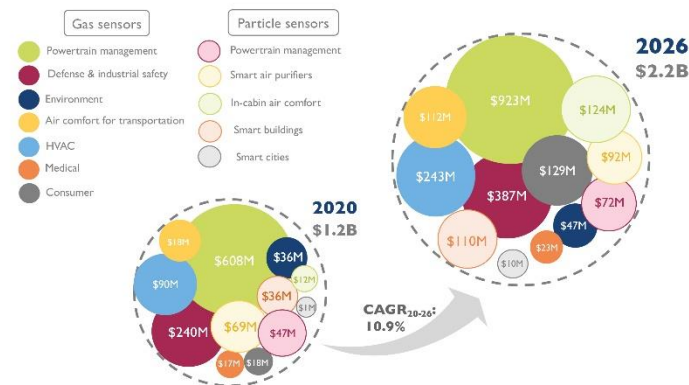 Gas sensors
Powertrain management
Defense & industrial safety
Environment
Air comfort for transportation
HVAC
Medical
Consumer
Particle sensors
Powertrain management
Smart air purifiers
In-cabin air comfort
Smart buildings
Smart cities
2026
$2.2B
$923M
$124M
$112M
$92M
$129M
$243M
$387M
$72M
$47M
$110M
$23M
$10M
2020
$1.2B
$608M
$18M
$36M
$12M
$90M
$36M
$1M
$69M
$240M
$47M
$17M
$18M
CAGR20-26:
10.9%